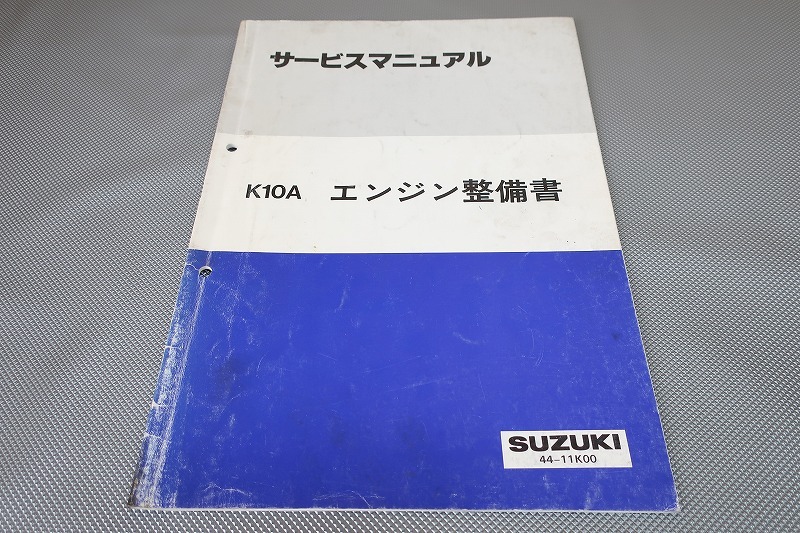 サービスマニュアル
K10A エンジン整備書
SUZUKI
44-11K00